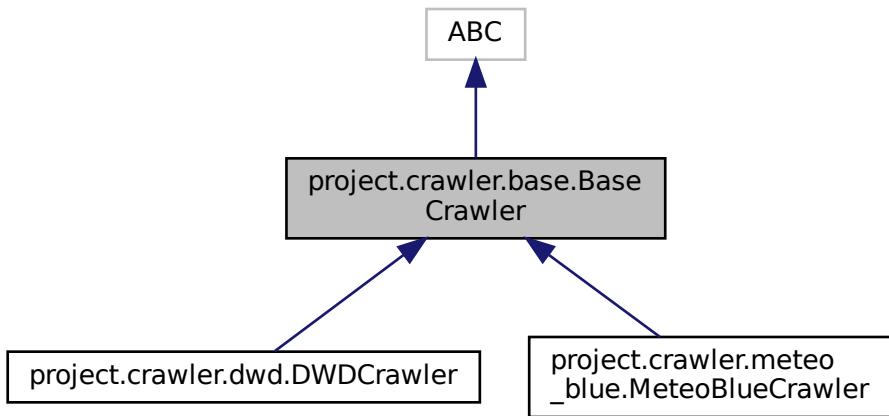 ABC
project.crawler.base.Base
Crawler
project.crawler.dwd.DWDCrawler
project.crawler.meteo
_blue.MeteoBlueCrawler